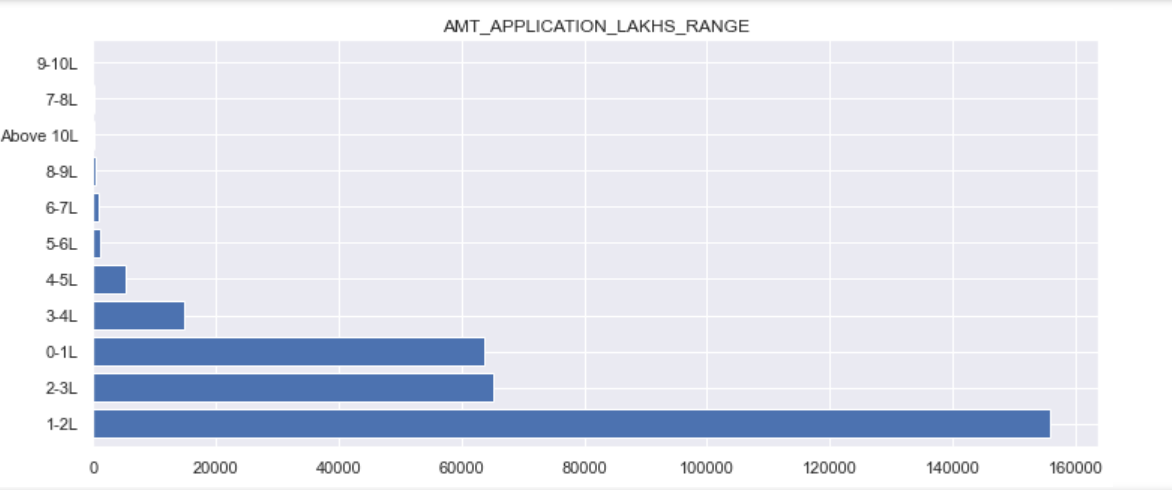 AMT_APPLICATION_LAKHS_RANGE
9-10L
7-8L
Above 10L
8-9L
6-7L
5-6L
4-5L
3-4L
0-1L
2-3L
1-2L
0 20000 40000 60000 80000 100000 120000 140000 160000